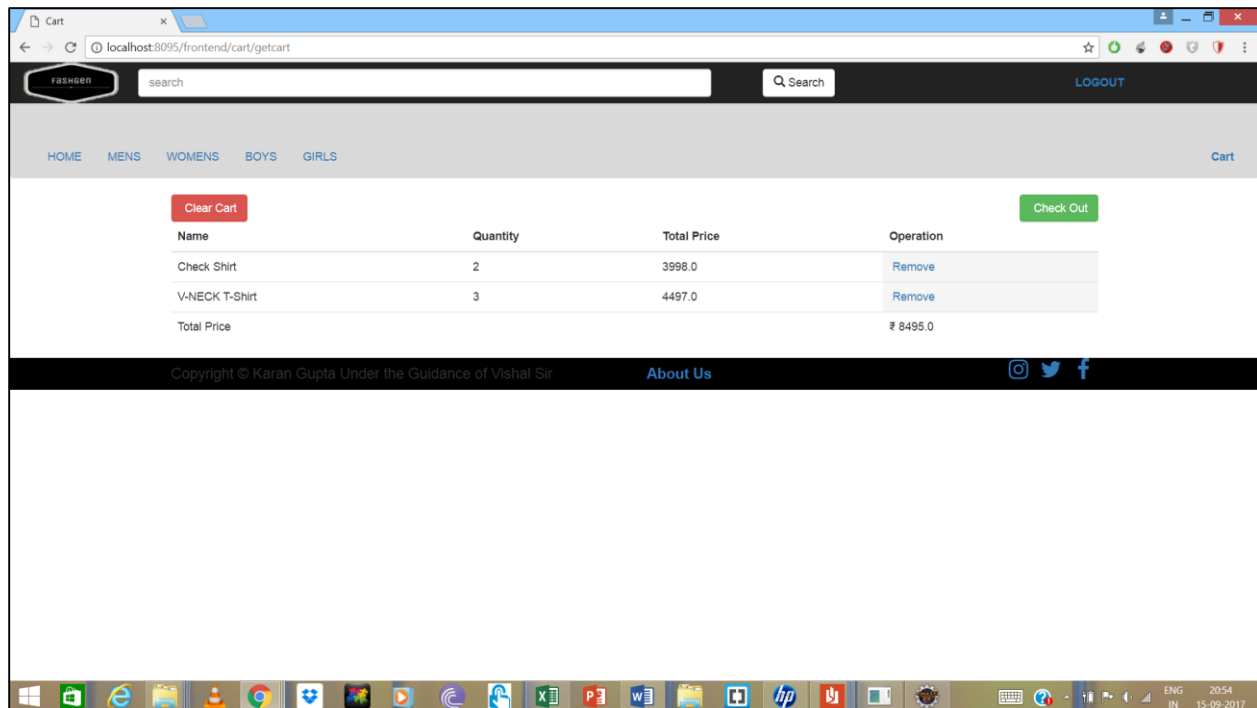 Cart
localhost:8095/frontend/cart/getcart
FASHGEN
search
Search
LOGOUT
HOME MENS WOMENS BOYS GIRLS Cart
Clear Cart Check Out
Name Quantity Total Price Operation
Check Shirt 2 3998.0 Remove
V-NECK T-Shirt 3 4497.0 Remove
Total Price ₹ 8495.0
Copyright © Karan Gupta Under the Guidance of Vishal Sir About Us
ENG 20:54
IN 15-09-2017